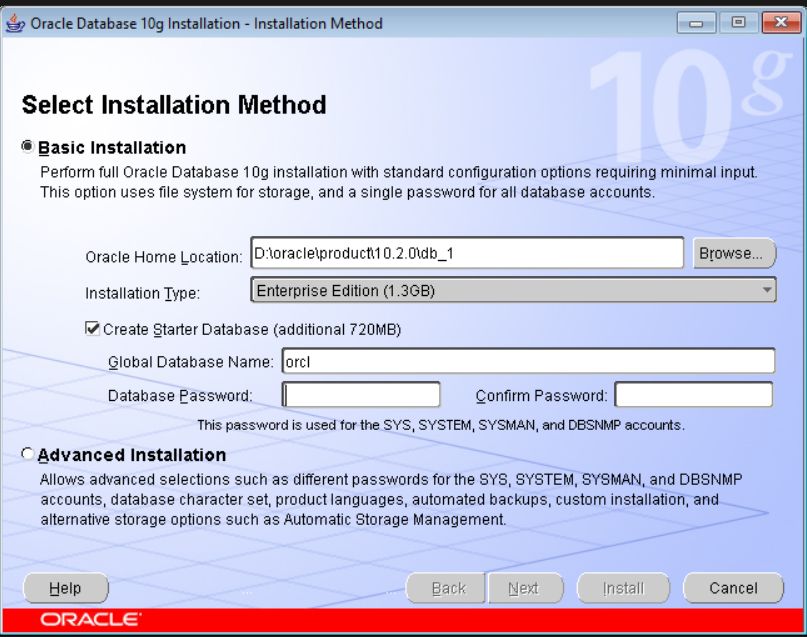 Oracle Database 10g Installation - Installation Method
10g
Select Installation Method
Basic Installation
Perform full Oracle Database 10g installation with standard configuration options requiring minimal input.
This option uses file system for storage, and a single password for all database accounts.
Oracle Home Location: D:\oracle\product\10.2.0\db_1 Browse...
Installation Type: Enterprise Edition (1.3GB)
Create Starter Database (additional 720MB)
Global Database Name: orcl
Database Password: Confirm Password:
This password is used for the SYS, SYSTEM, SYSMAN, and DBSNMP accounts.
Advanced Installation
Allows advanced selections such as different passwords for the SYS, SYSTEM, SYSMAN, and DBSNMP
accounts, database character set, product languages, automated backups, custom installation, and
alternative storage options such as Automatic Storage Management.
Help Back Next Install Cancel
ORACLE